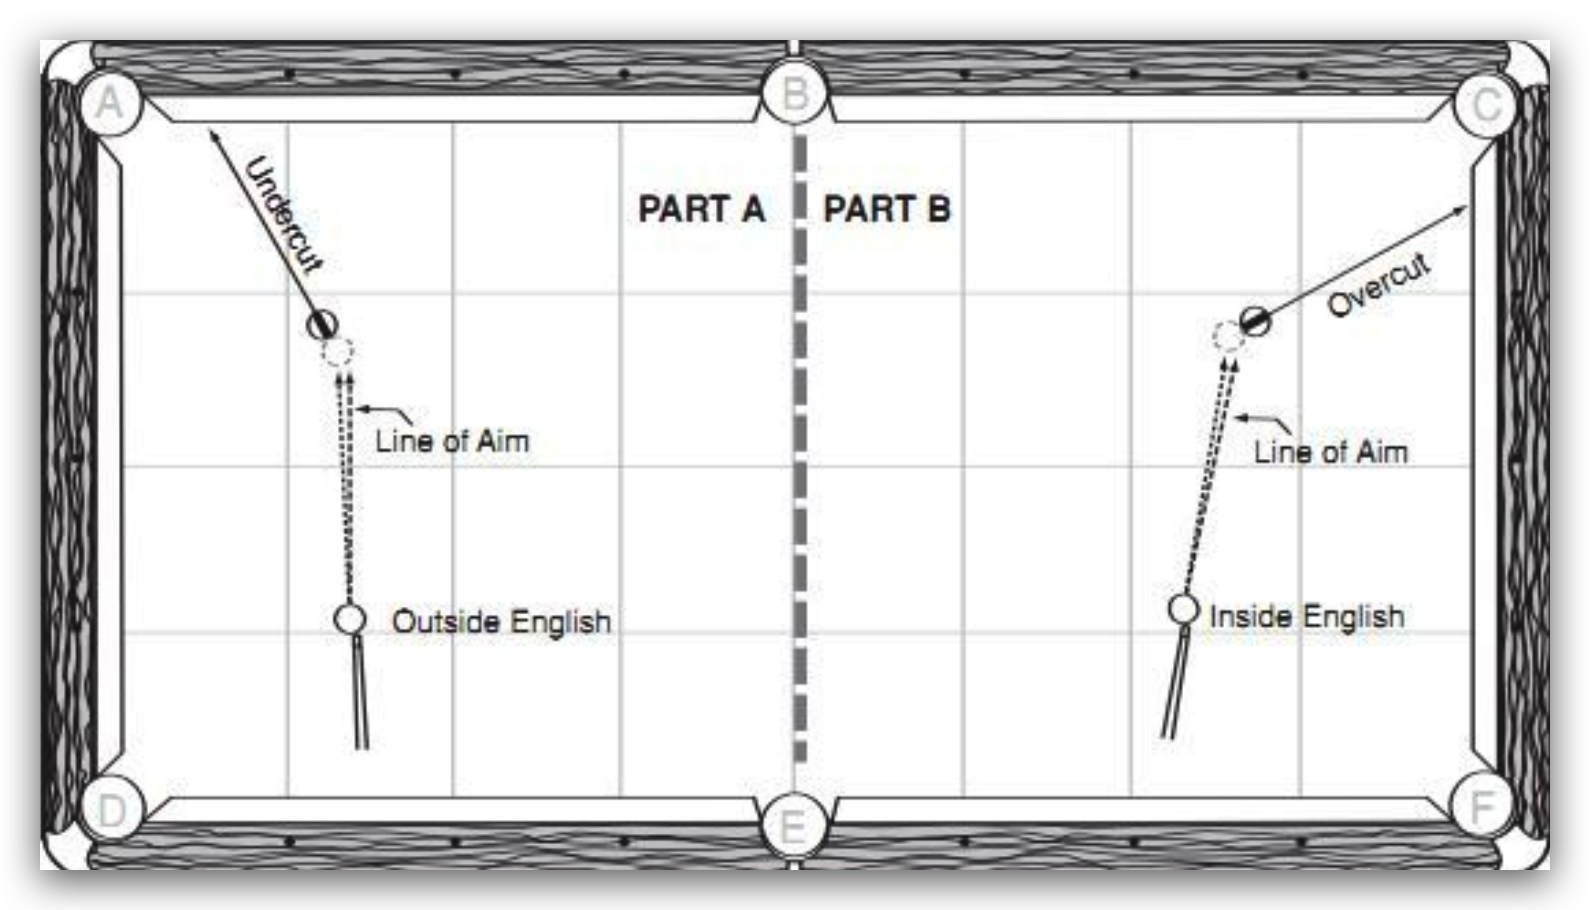 A
B
C
Undercut
PART A
PART B
Overcut
Line of Aim
Line of Aim
Outside English
Inside English
D
E
F